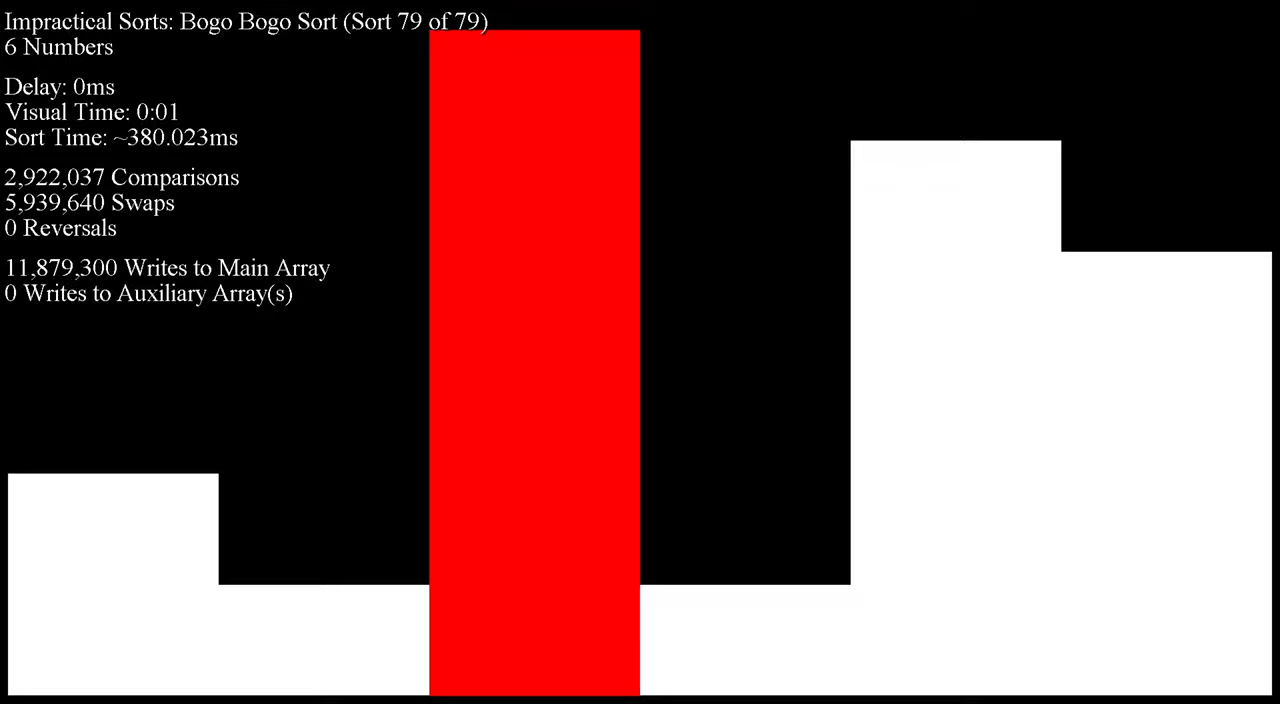 Impractical Sorts: Bogo Bogo Sort (Sort 79 of 79)
6 Numbers
Delay: 0ms
Visual Time: 0:01
Sort Time: ~380.023ms
2,922,037 Comparisons
5,939,640 Swaps
0 Reversals
11,879,300 Writes to Main Array
0 Writes to Auxiliary Array(s)